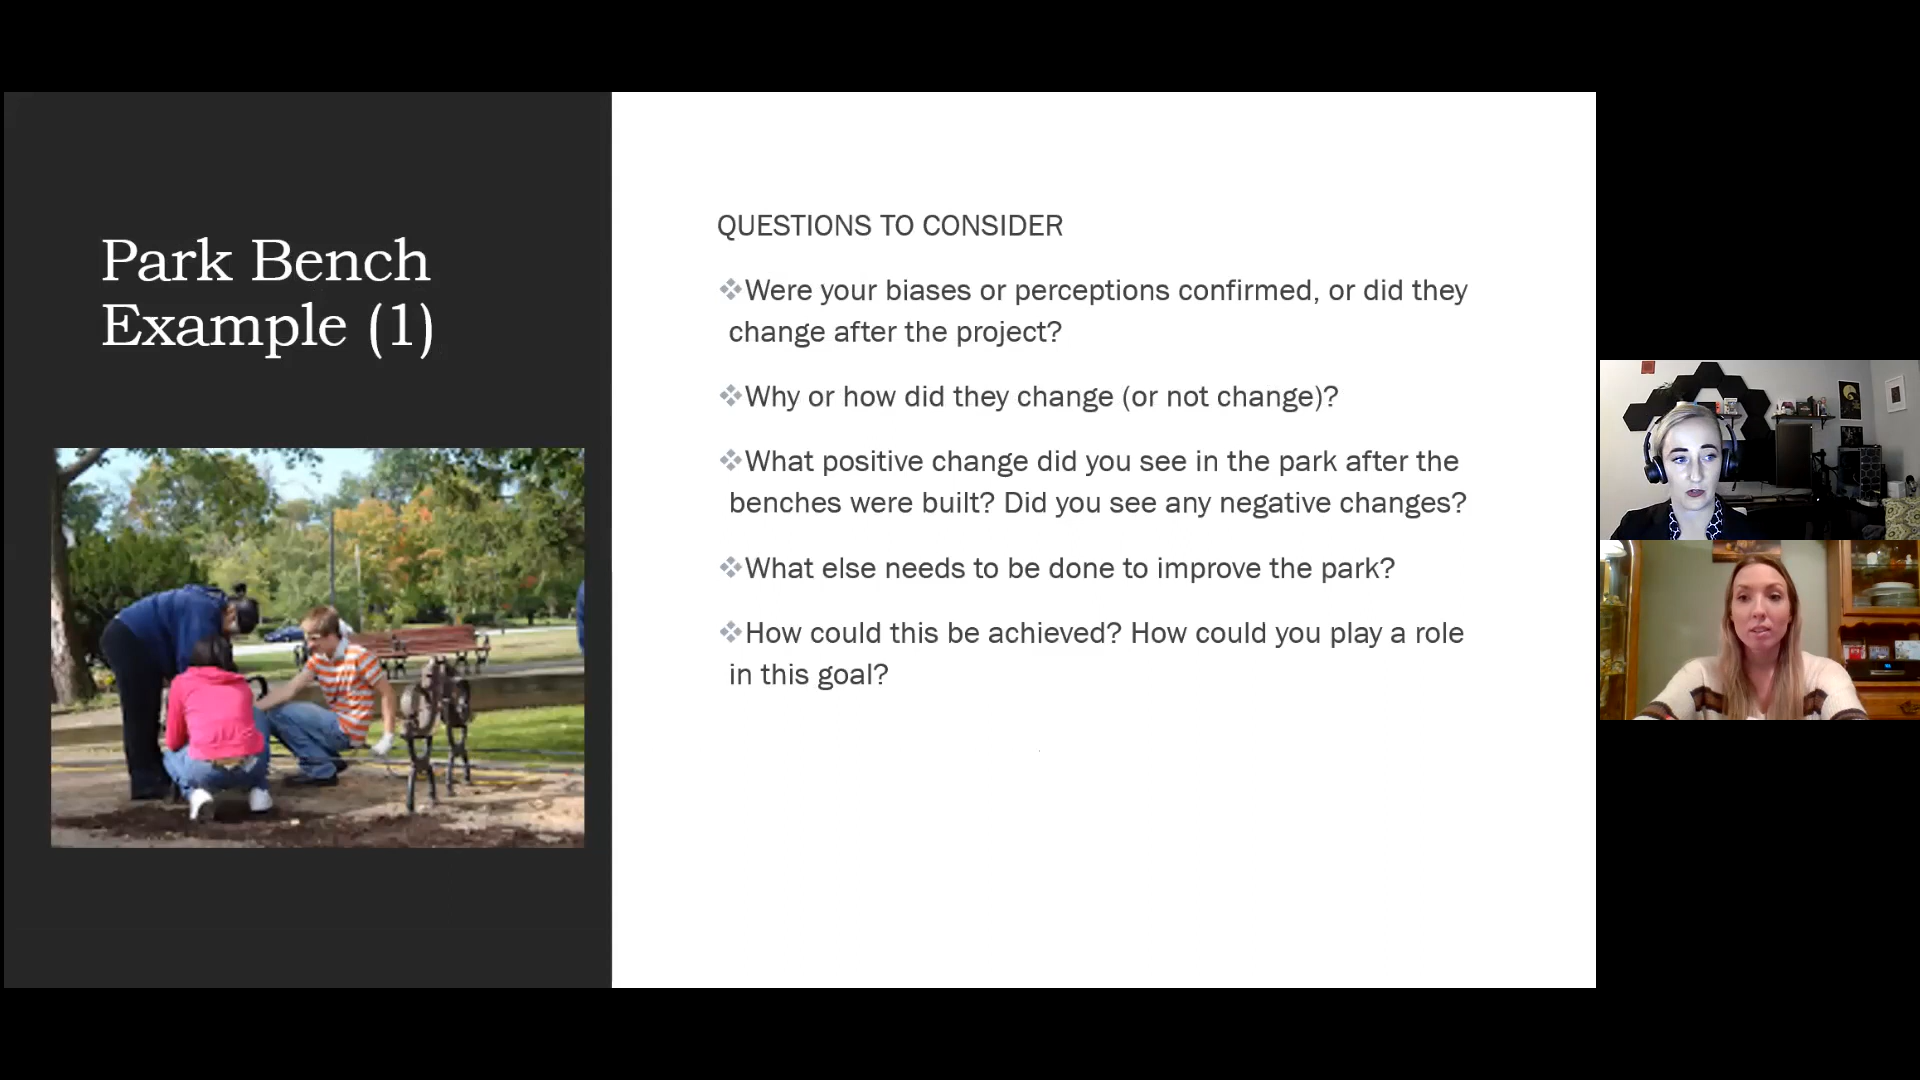 Park Bench
Example (1)
QUESTIONS TO CONSIDER
❖Were your biases or perceptions confirmed, or did they
change after the project?
❖Why or how did they change (or not change)?
❖What positive change did you see in the park after the
benches were built? Did you see any negative changes?
❖What else needs to be done to improve the park?
❖How could this be achieved? How could you play a role
in this goal?